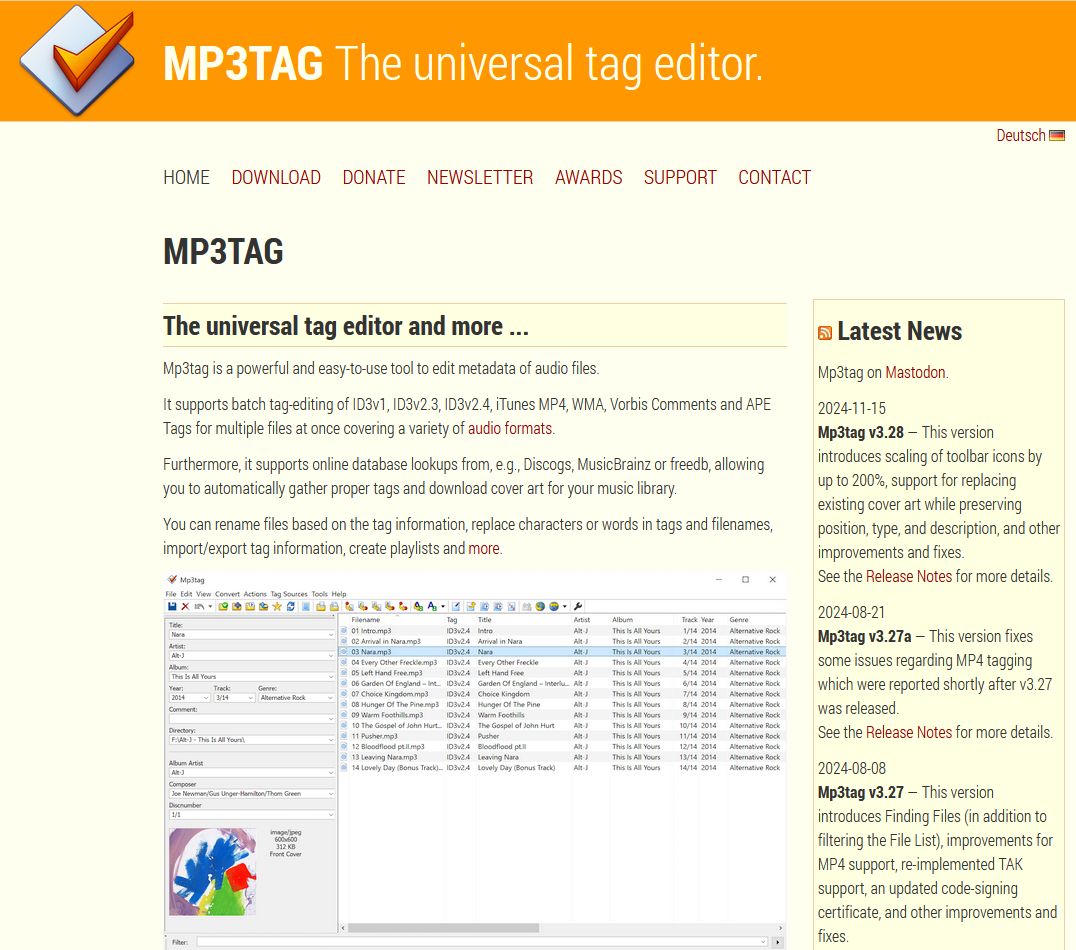 MP3TAG The universal tag editor.
Deutsch
HOME DOWNLOAD DONATE NEWSLETTER AWARDS SUPPORT CONTACT
MP3TAG
The universal tag editor and more ...
Mp3tag is a powerful and easy-to-use tool to edit metadata of audio files.
It supports batch tag-editing of ID3v1, ID3v2.3, ID3v2.4, iTunes MP4, WMA, Vorbis Comments and APE
Tags for multiple files at once covering a variety of audio formats.
Furthermore, it supports online database lookups from, e.g., Discogs, MusicBrainz or freedb, allowing
you to automatically gather proper tags and download cover art for your music library.
You can rename files based on the tag information, replace characters or words in tags and filenames,
import/export tag information, create playlists and more.
Mp3tag
File Edit View Convert Actions Tag Sources Tools Help
Title:
Nara
Artist:
Alt-J
Album:
This Is All Yours
Year: Track: Genre:
2014 3/14 Alternative Rock
Comment:
Directory:
F:\Alt-J - This Is All Yours\
Album Artist
Alt-J
Composer
Joe Newman/Gus Unger-Hamilton/Thom Green
Discnumber
1/1
image/jpeg
600x600
312 KB
Front Cover
Filename Tag Title Artist Album Track Year Genre
01 Intro.mp3 ID3v2.4 Intro Alt-J This Is All Yours 1/14 2014 Alternative Rock
02 Arrival in Nara.mp3 ID3v2.4 Arrival in Nara Alt-J This Is All Yours 2/14 2014 Alternative Rock
03 Nara.mp3 ID3v2.4 Nara Alt-J This Is All Yours 3/14 2014 Alternative Rock
04 Every Other Freckle.mp3 ID3v2.4 Every Other Freckle Alt-J This Is All Yours 4/14 2014 Alternative Rock
05 Left Hand Free.mp3 ID3v2.4 Left Hand Free Alt-J This Is All Yours 5/14 2014 Alternative Rock
06 Garden Of England – Int... ID3v2.4 Garden Of England – Interlu... Alt-J This Is All Yours 6/14 2014 Alternative Rock
07 Choice Kingdom.mp3 ID3v2.4 Choice Kingdom Alt-J This Is All Yours 7/14 2014 Alternative Rock
08 Hunger Of The Pine.mp3 ID3v2.4 Hunger Of The Pine Alt-J This Is All Yours 8/14 2014 Alternative Rock
09 Warm Foothills.mp3 ID3v2.4 Warm Foothills Alt-J This Is All Yours 9/14 2014 Alternative Rock
10 The Gospel of John Hur... ID3v2.4 The Gospel of John Hurt Alt-J This Is All Yours 10/14 2014 Alternative Rock
11 Pusher.mp3 ID3v2.4 Pusher Alt-J This Is All Yours 11/14 2014 Alternative Rock
12 Bloodflood pt.II.mp3 ID3v2.4 Bloodflood pt.II Alt-J This Is All Yours 12/14 2014 Alternative Rock
13 Leaving Nara.mp3 ID3v2.4 Leaving Nara Alt-J This Is All Yours 13/14 2014 Alternative Rock
14 Lovely Day (Bonus Track)... ID3v2.4 Lovely Day (Bonus Track) Alt-J This Is All Yours 14/14 2014 Alternative Rock
Filter:
Latest News
Mp3tag on Mastodon.
2024-11-15
Mp3tag v3.28 — This version
introduces scaling of toolbar icons by
up to 200%, support for replacing
existing cover art while preserving
position, type, and description, and other
improvements and fixes.
See the Release Notes for more details.
2024-08-21
Mp3tag v3.27a — This version fixes
some issues regarding MP4 tagging
which were reported shortly after v3.27
was released.
See the Release Notes for more details.
2024-08-08
Mp3tag v3.27 — This version
introduces Finding Files (in addition to
filtering the File List), improvements for
MP4 support, re-implemented TAK
support, an updated code-signing
certificate, and other improvements and
fixes.